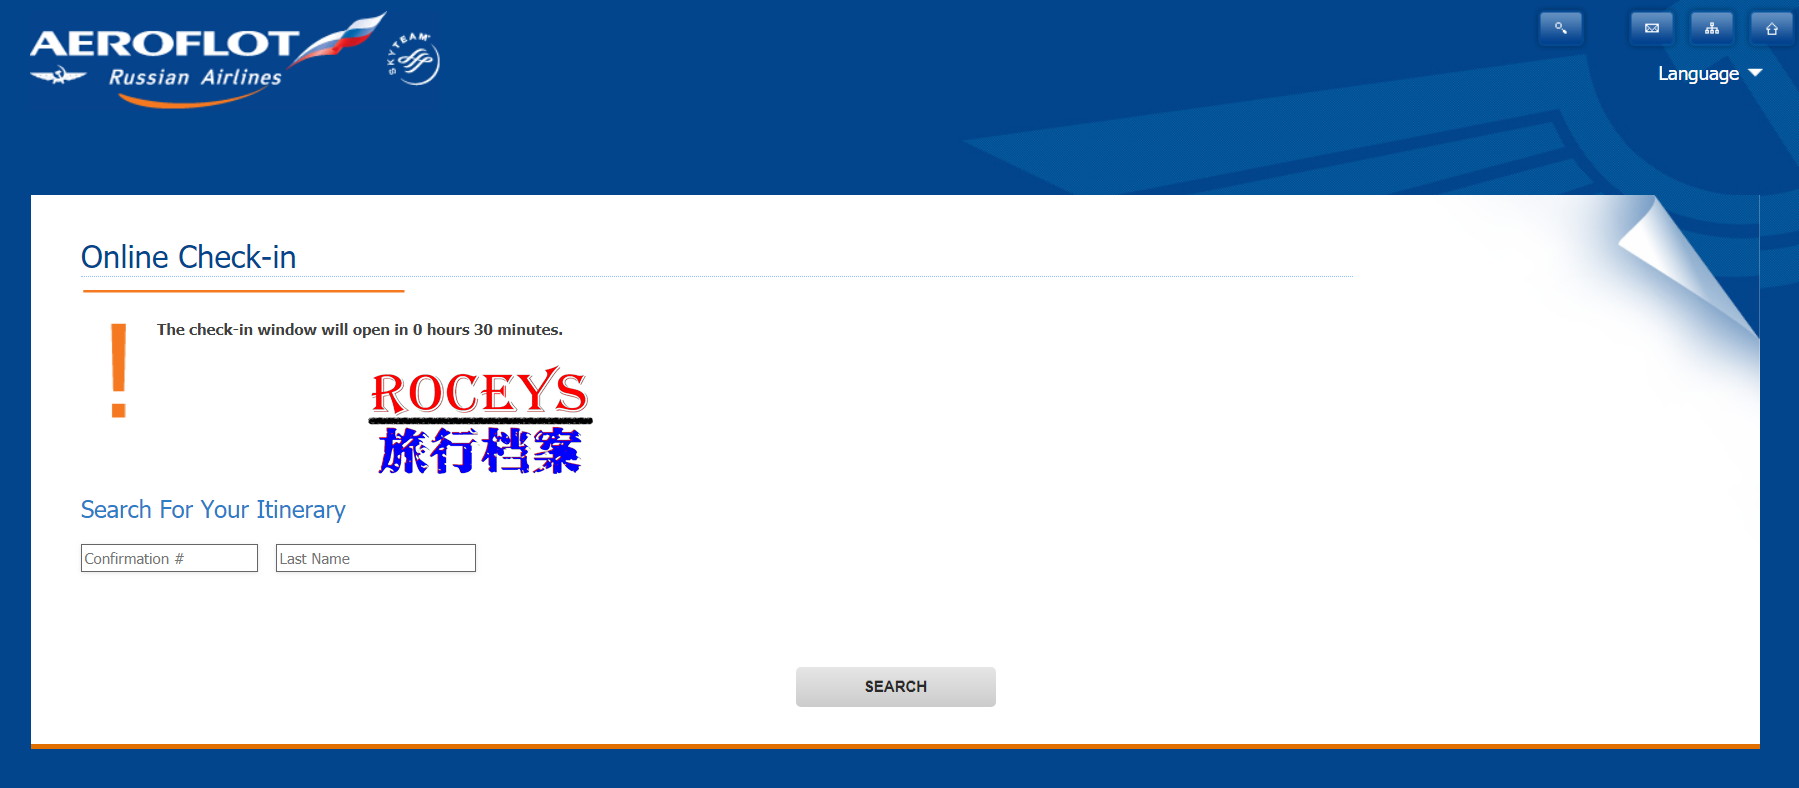 AEROFLOT
Russian Airlines
SKYTEAM
Language
Online Check-in
The check-in window will open in 0 hours 30 minutes.
ROCEYS
旅行档案
Search For Your Itinerary
Confirmation # Last Name
SEARCH